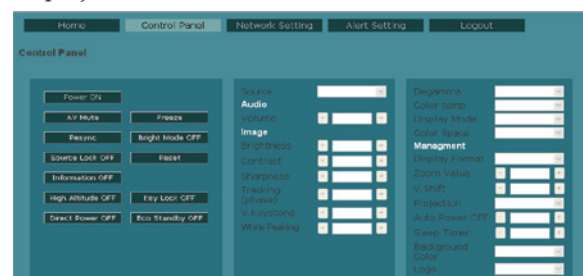 Home Control Panel Network Setting Alert Setting Logout
Control Panel
Power ON
AV Mute Freeze
Resync Bright Mode OFF
Source Lock OFF Reset
Information OFF
High Altitude OFF Key Lock OFF
Direct Power OFF Eco Standby OFF
Source
Audio
Volume
Image
Brightness
Contrast
Sharpness
Tracking
(phase)
V.Keystone
White Peaking
Degamma
Color temp
Display Mode
Color Space
Managment
Display Format
Zoom Value
V.Shift
Projection
Auto Power OFF
Sleep Timer
Background
Color
Logo